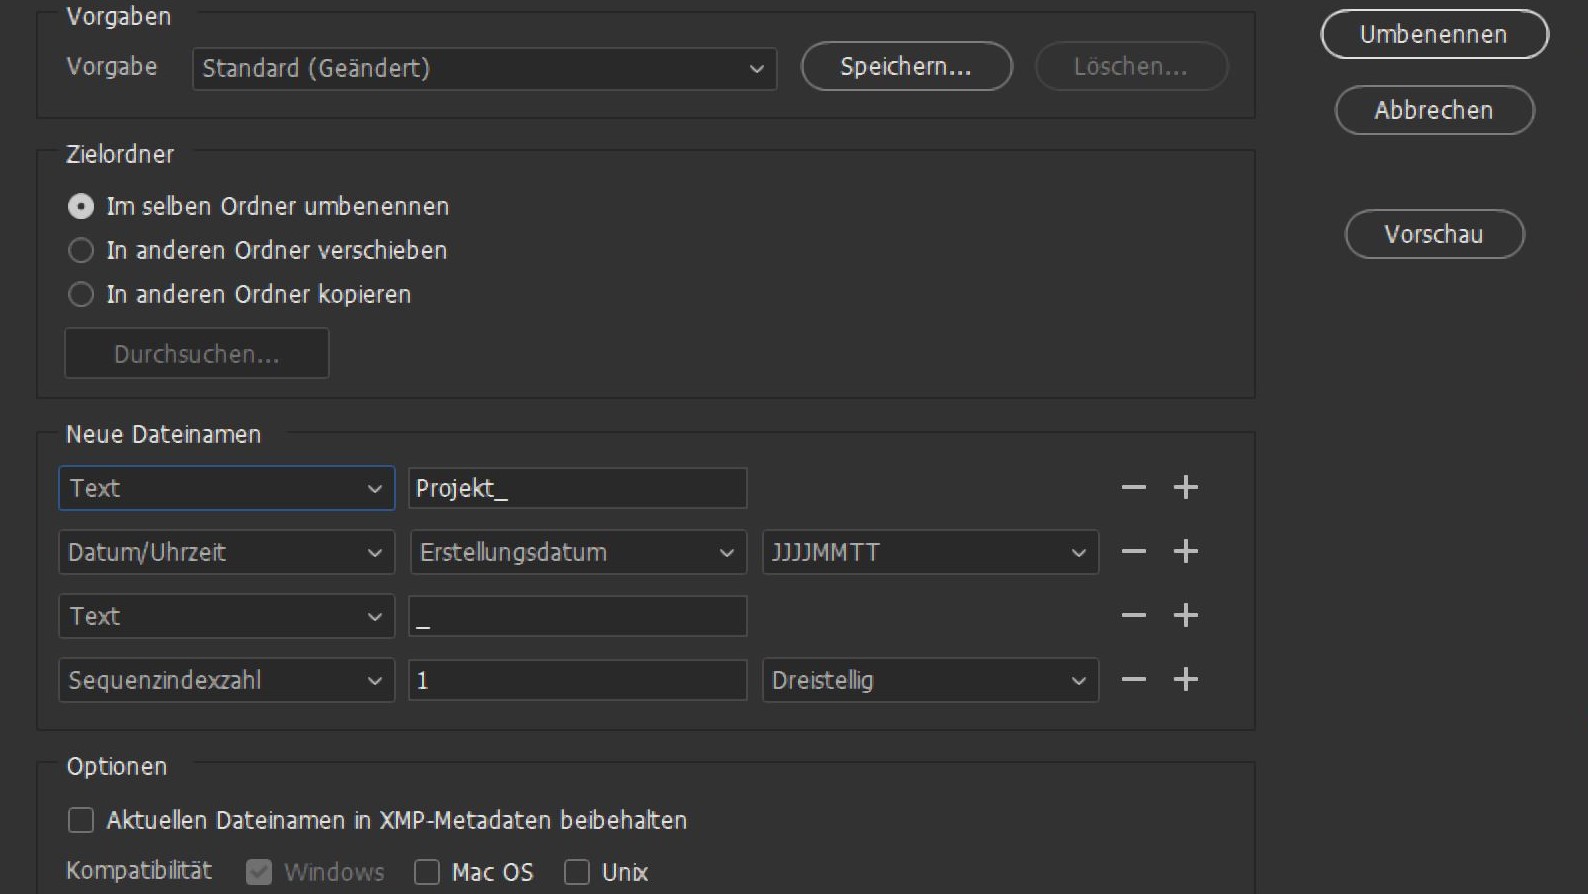 Vorgaben
Vorgabe Standard (Geändert) Speichern... Löschen... Umbenennen
Abbrechen
Zielordner
Im selben Ordner umbenennen
In anderen Ordner verschieben
In anderen Ordner kopieren
Durchsuchen...
Vorschau
Neue Dateinamen
Text Projekt_
Datum/Uhrzeit Erstellungsdatum JJJJMMTT
Text _
Sequenzindexzahl 1 Dreistellig
Optionen
Aktuellen Dateinamen in XMP-Metadaten beibehalten
Kompatibilität Windows Mac OS Unix